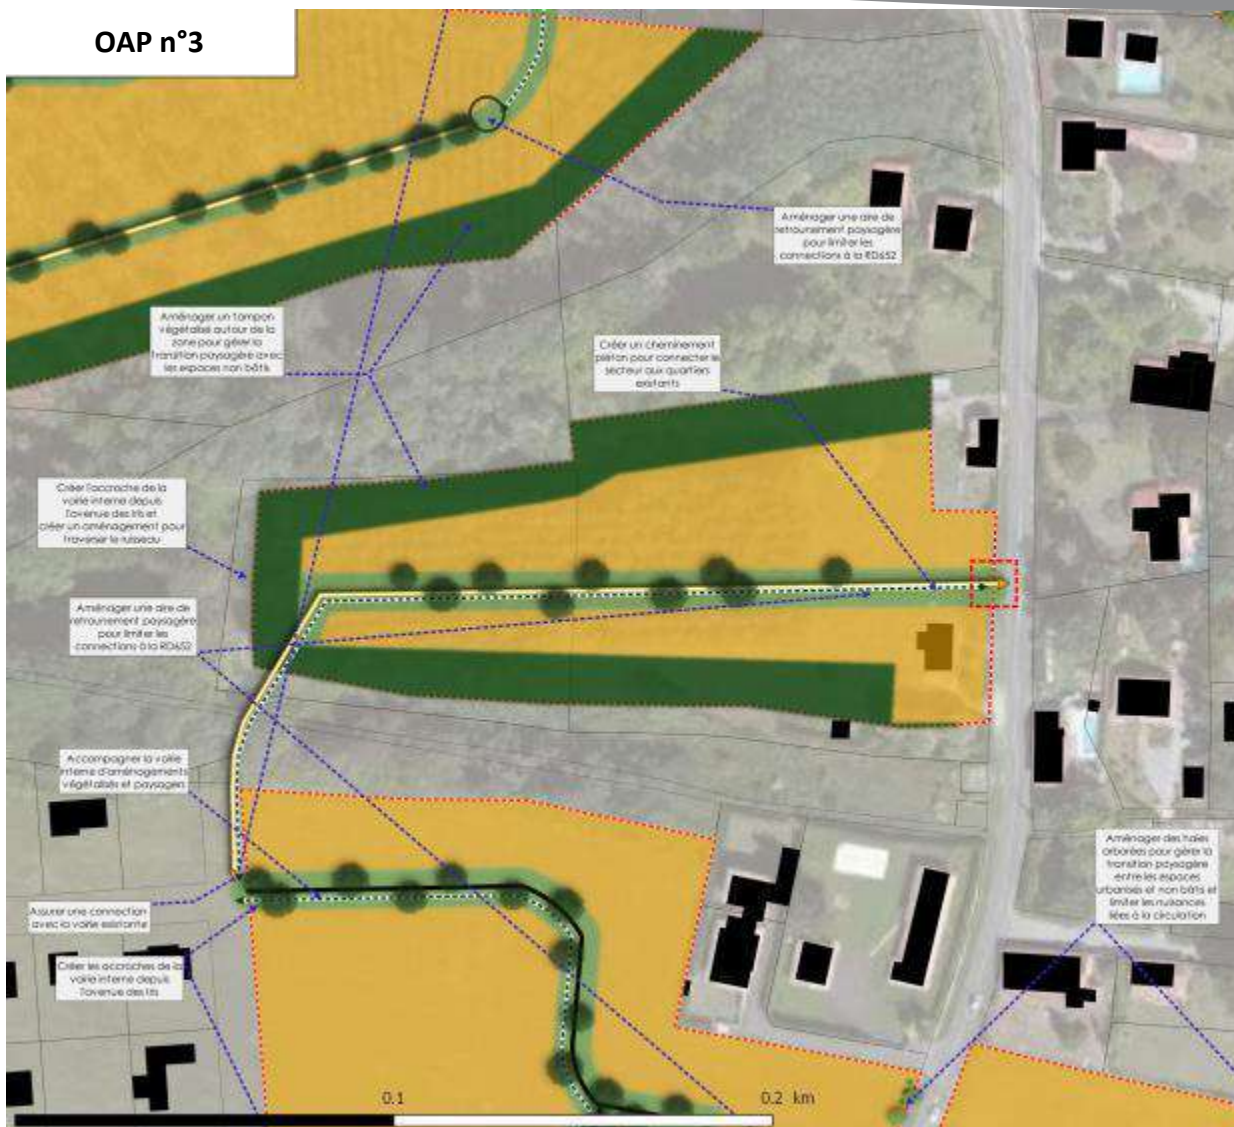 OAP n°3
Aménager une aire de
retournement paysagère
pour limiter les
connections à la RD652
Aménager un tampon
végétalisé autour de la
zone pour gérer la
transition paysagère avec
les espaces non bâtis
Créer un cheminement
piéton pour connecter le
secteur aux quartiers
existants
Créer l'accroche de la
voirie interne depuis
l'avenue des Iris et
créer un aménagement pour
traverser le ruisseau
Aménager une aire de
retournement paysagère
pour limiter les
connections à la RD652
Accompagner la voirie
interne d'aménagements
végétalisés et paysagers
Aménager des haies
arborées pour gérer la
transition paysagère
entre les espaces
urbanisés et non bâtis et
limiter les nuisances
liées à la circulation
Assurer une connection
avec la voirie existante
Créer les accroches de la
voirie interne depuis
l'avenue des Iris
0.1
0.2 km